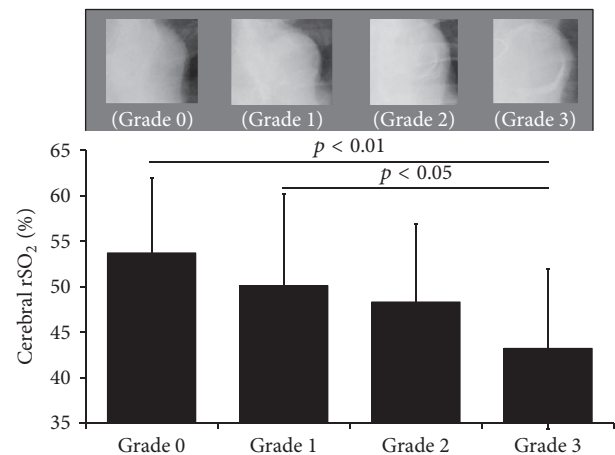 (Grade 0) (Grade 1) (Grade 2) (Grade 3)
65
60
55
50
45
40
35
Cerebral rSO₂ (%)
p < 0.01
p < 0.05
Grade 0 Grade 1 Grade 2 Grade 3